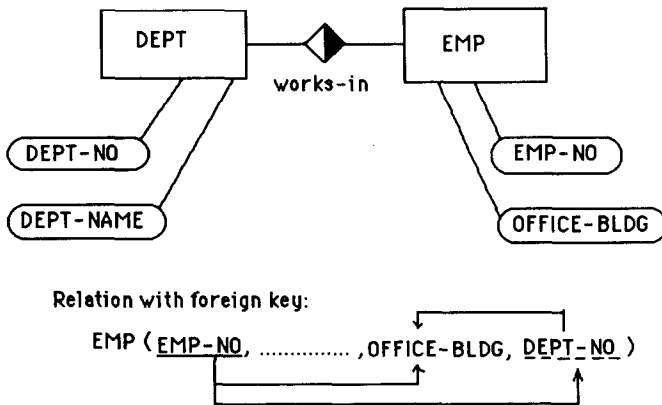 DEPT
EMP
works-in
DEPT-NO
EMP-NO
DEPT-NAME
OFFICE-BLDG
Relation with foreign key:
EMP ( EMP-NO, .............. ,OFFICE-BLDG, DEPT-NO )